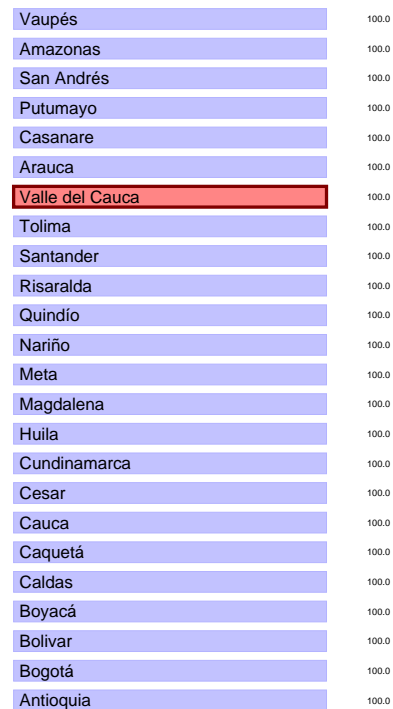 Vaupés 100.0
Amazonas 100.0
San Andrés 100.0
Putumayo 100.0
Casanare 100.0
Arauca 100.0
Valle del Cauca 100.0
Tolima 100.0
Santander 100.0
Risaralda 100.0
Quindío 100.0
Nariño 100.0
Meta 100.0
Magdalena 100.0
Huila 100.0
Cundinamarca 100.0
Cesar 100.0
Cauca 100.0
Caquetá 100.0
Caldas 100.0
Boyacá 100.0
Bolivar 100.0
Bogotá 100.0
Antioquia 100.0